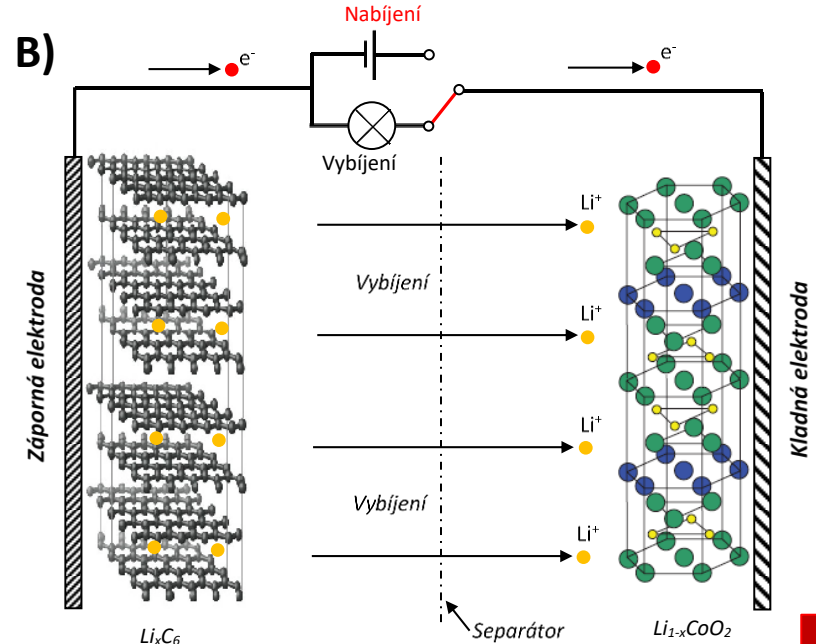 B)
Nabíjení
e-
e-
Vybíjení
Li+
Záporná elektroda
Vybíjení
Kladná elektroda
Li+
Li+
Vybíjení
Li+
Separátor
LixC6
Li1-xCoO2